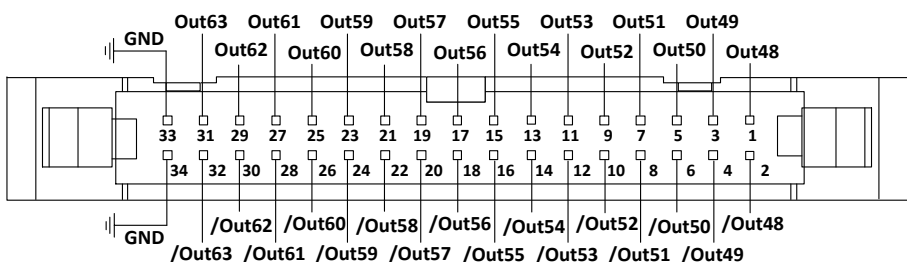 Out63 Out61 Out59 Out57 Out55 Out53 Out51 Out49
GND Out62 Out60 Out58 Out56 Out54 Out52 Out50 Out48
33 31 29 27 25 23 21 19 17 15 13 11 9 7 5 3 1
34 32 30 28 26 24 22 20 18 16 14 12 10 8 6 4 2
GND /Out62 /Out60 /Out58 /Out56 /Out54 /Out52 /Out50 /Out48
/Out63 /Out61 /Out59 /Out57 /Out55 /Out53 /Out51 /Out49